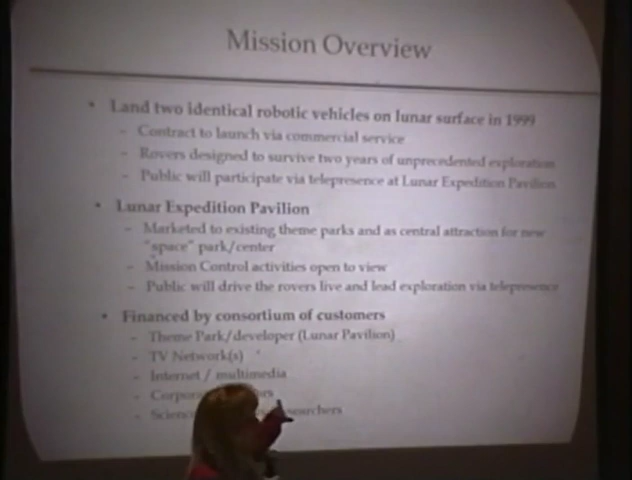 Mission Overview
• Land two identical robotic vehicles on lunar surface in 1999
– Contract to launch via commercial service
– Rovers designed to survive two years of unprecedented exploration
– Public will participate via telepresence at Lunar Expedition Pavilion
• Lunar Expedition Pavilion
– Marketed to existing theme parks and as central attraction for new
"space" park/center
– Mission Control activities open to view
– Public will drive the rovers live and lead exploration via telepresence
• Financed by consortium of customers
– Theme Park/developer (Lunar Pavilion)
– TV Network(s)
– Internet / multimedia